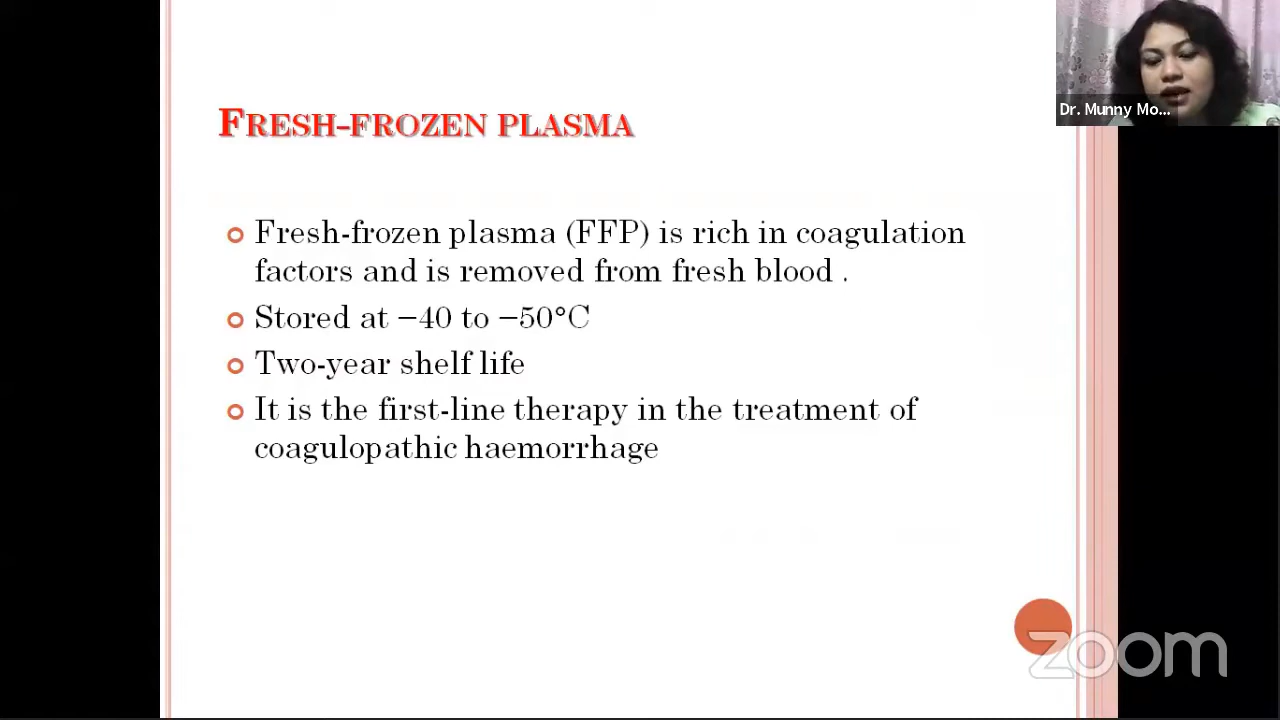 FRESH-FROZEN PLASMA
Dr. Munny Mo...
Fresh-frozen plasma (FFP) is rich in coagulation
factors and is removed from fresh blood .
Stored at −40 to −50°C
Two-year shelf life
It is the first-line therapy in the treatment of
coagulopathic haemorrhage
zoom